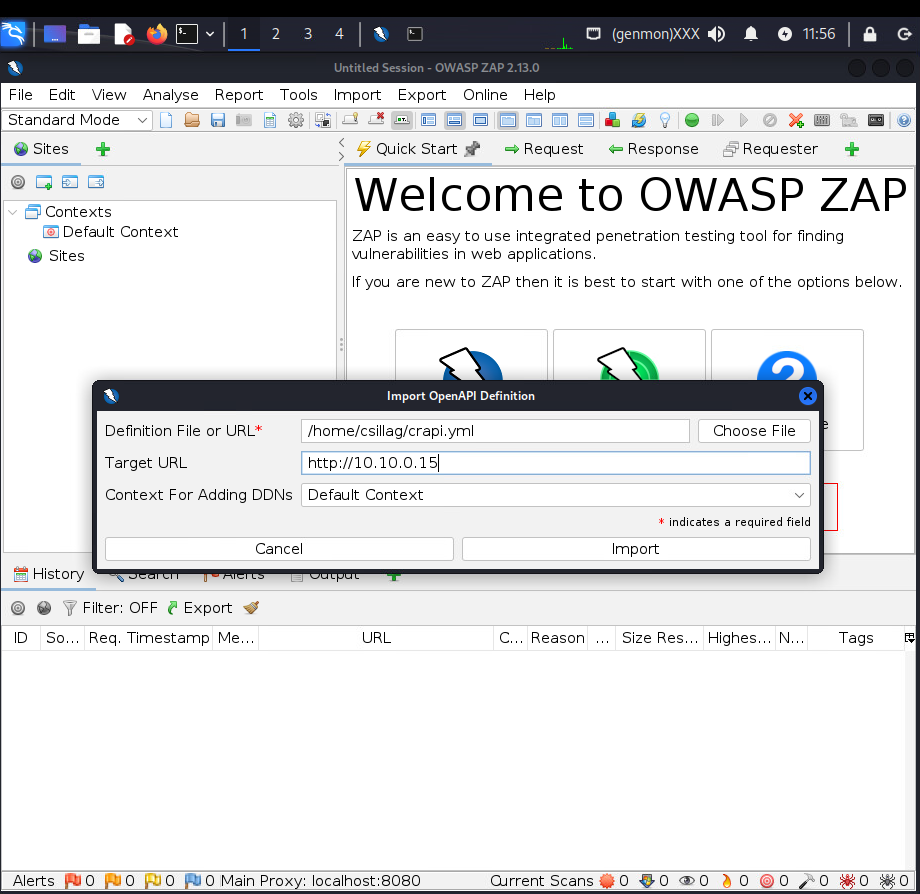 1 2 3 4 (genmon)XXX 11:56
Untitled Session - OWASP ZAP 2.13.0
File Edit View Analyse Report Tools Import Export Online Help
Standard Mode
Sites
Quick Start Request Response Requester
Contexts
Default Context
Sites
Welcome to OWASP ZAP
ZAP is an easy to use integrated penetration testing tool for finding
vulnerabilities in web applications.
If you are new to ZAP then it is best to start with one of the options below.
Import OpenAPI Definition
Definition File or URL* /home/csillag/crapi.yml Choose File
Target URL http://10.10.0.15
Context For Adding DDNs Default Context
* indicates a required field
Cancel Import
History Search Alerts Output
Filter: OFF Export
ID So... Req. Timestamp Me... URL C... Reason ... Size Res... Highes... N... Tags
Alerts 0 0 0 0 Main Proxy: localhost:8080 Current Scans 0 0 0 0 0 0 0 0